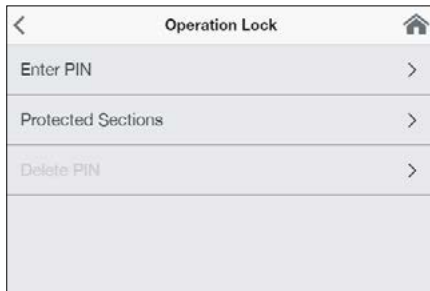 Operation Lock
Enter PIN
Protected Sections
Delete PIN